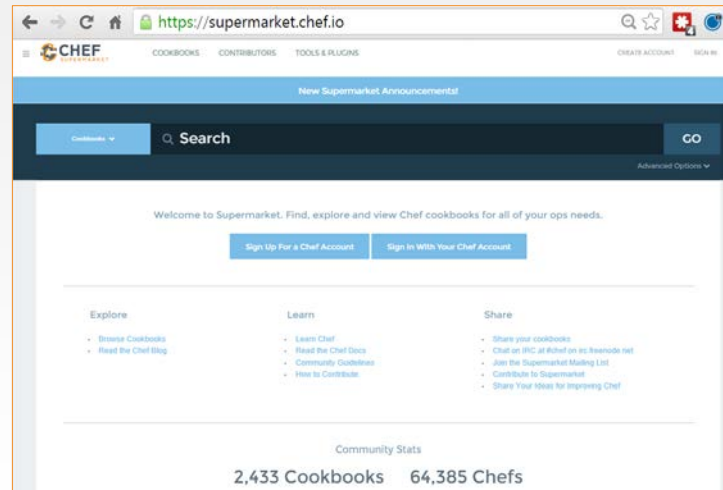 https://supermarket.chef.io
CHEF
SUPERMARKET
COOKBOOKS CONTRIBUTORS TOOLS & PLUGINS
CREATE ACCOUNT SIGN IN
New Supermarket Announcements!
Cookbooks
Search
GO
Advanced Options
Welcome to Supermarket. Find, explore and view Chef cookbooks for all of your ops needs.
Sign Up For a Chef Account
Sign In With Your Chef Account
Explore
Browse Cookbooks
Read the Chef Blog
Learn
Learn Chef
Read the Chef Docs
Community Guidelines
How to Contribute
Share
Share your cookbooks
Chat on IRC at #chef on irc.freenode.net
Join the Supermarket Mailing List
Contribute to Supermarket
Share Your Ideas for Improving Chef
Community Stats
2,433 Cookbooks 64,385 Chefs